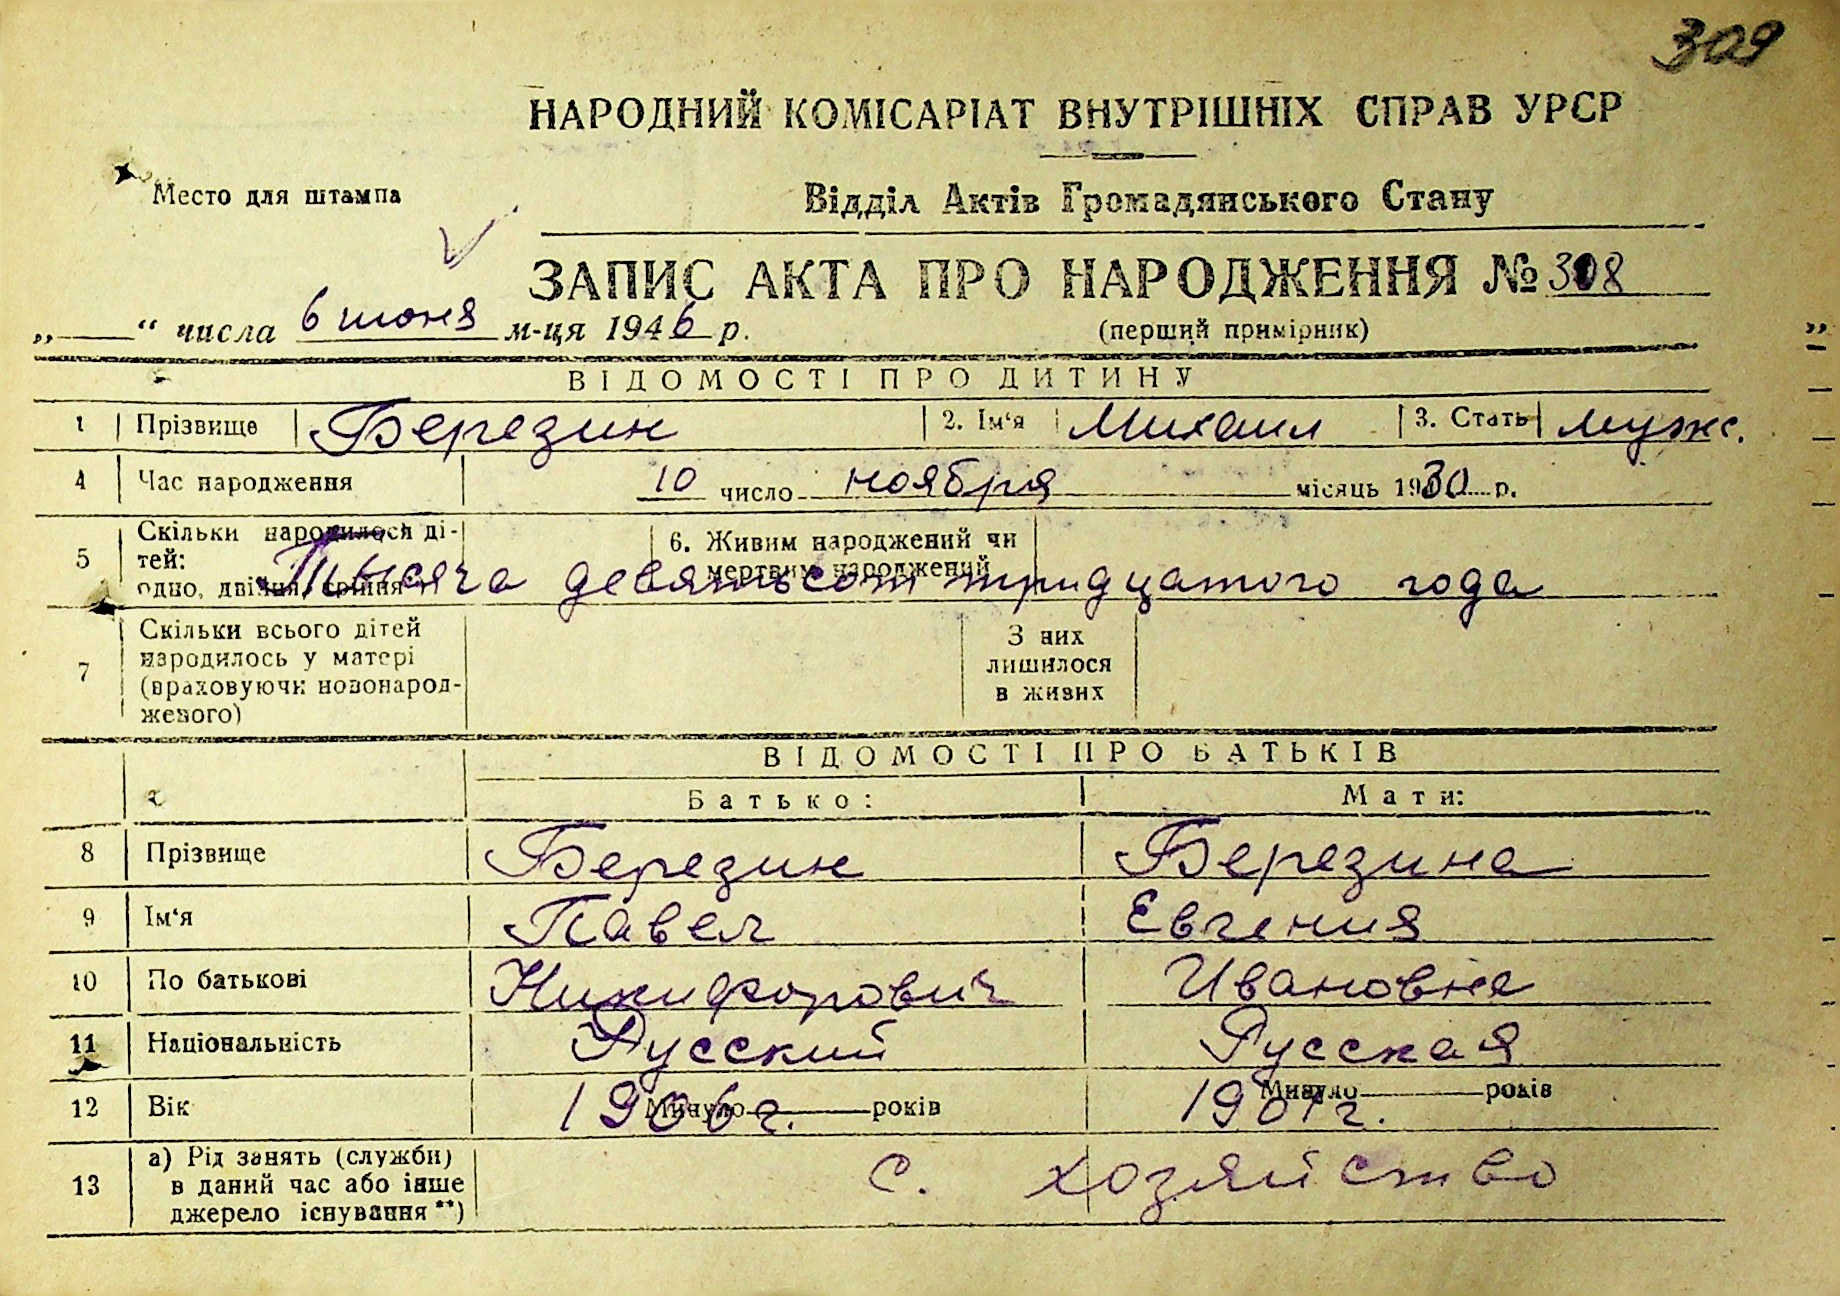 309
НАРОДНИЙ КОМІСАРІАТ ВНУТРІШНІХ СПРАВ УРСР
Место для штампа
Відділ Актів Громадянського Стану
ЗАПИС АКТА ПРО НАРОДЖЕННЯ № 308
„ “ числа 6 июня м-ця 1946 р.
(перший примірник)
ВІДОМОСТІ ПРО ДИТИНУ
1 Прізвище Березин 2. Ім‘я Михаил 3. Стать мужс.
4 Час народження 10 число ноября місяць 1930 р.
5 Скільки народилося ді-
тей:
одно, двійня, трійня
6. Живим народжений чи
мертвим народжений
Тысяча девятьсот тридцатого года
7 Скільки всього дітей
народилось у матері
(враховуючи новонарод-
женого)
З них
лишилося
в живих
ВІДОМОСТІ ПРО БАТЬКІВ
Батько: Мати:
8 Прізвище Березин Березина
9 Ім‘я Павел Евгения
10 По батькові Никифорович Ивановна
11 Національність Русский Русская
12 Вік Минуло 1906 г. років Минуло 1907 г. років
13 а) Рід занять (служби)
в даний час або інше
джерело існування **)
с. хозяйство